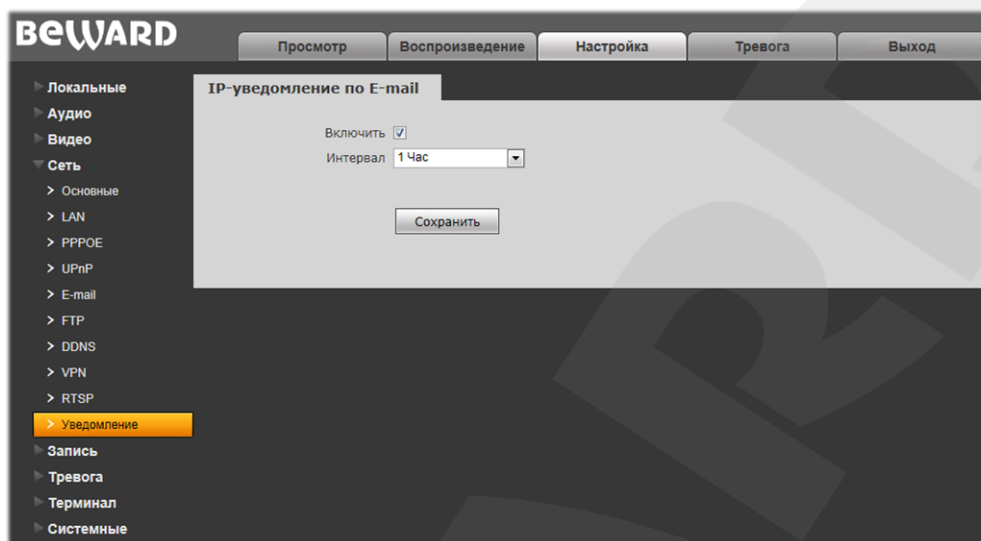 BEWARD
Просмотр Воспроизведение Настройка Тревога Выход
Локальные
Аудио
Видео
Сеть
Основные
LAN
PPPOE
UPnP
E-mail
FTP
DDNS
VPN
RTSP
Уведомление
Запись
Тревога
Терминал
Системные
IP-уведомление по E-mail
Включить
Интервал 1 Час
Сохранить